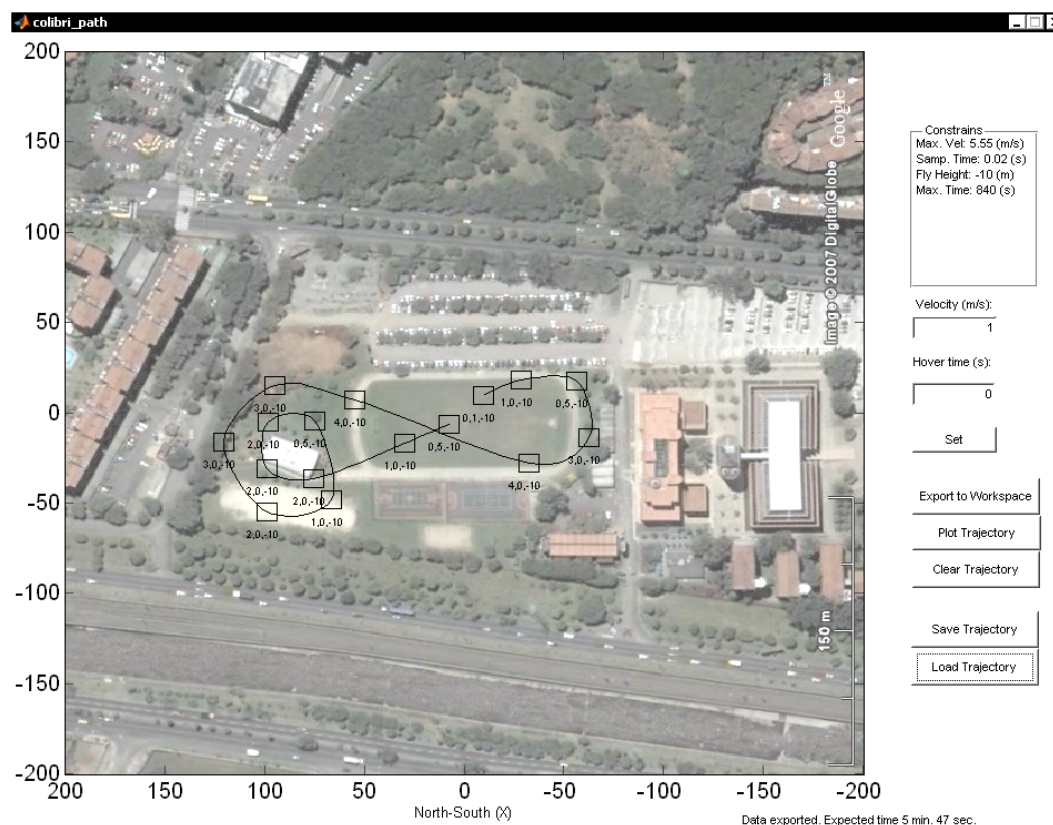 colibri_path
200
150
100
50
0
-50
-100
-150
-200
200
150
100
50
0
-50
-100
-150
-200
North-South (X)
3,0,-10
4,0,-10
0,1,-10
1,0,-10
0,5,-10
2,0,-10
0,5,-10
0,5,-10
3,0,-10
1,0,-10
3,0,-10
2,0,-10
2,0,-10
4,0,-10
1,0,-10
2,0,-10
Image © 2007 DigitalGlobe
Google™
150 m
Constrains
Max. Vel: 5.55 (m/s)
Samp. Time: 0.02 (s)
Fly Height: -10 (m)
Max. Time: 840 (s)
Velocity (m/s):
1
Hover time (s):
0
Set
Export to Workspace
Plot Trajectory
Clear Trajectory
Save Trajectory
Load Trajectory
Data exported. Expected time 5 min. 47 sec.